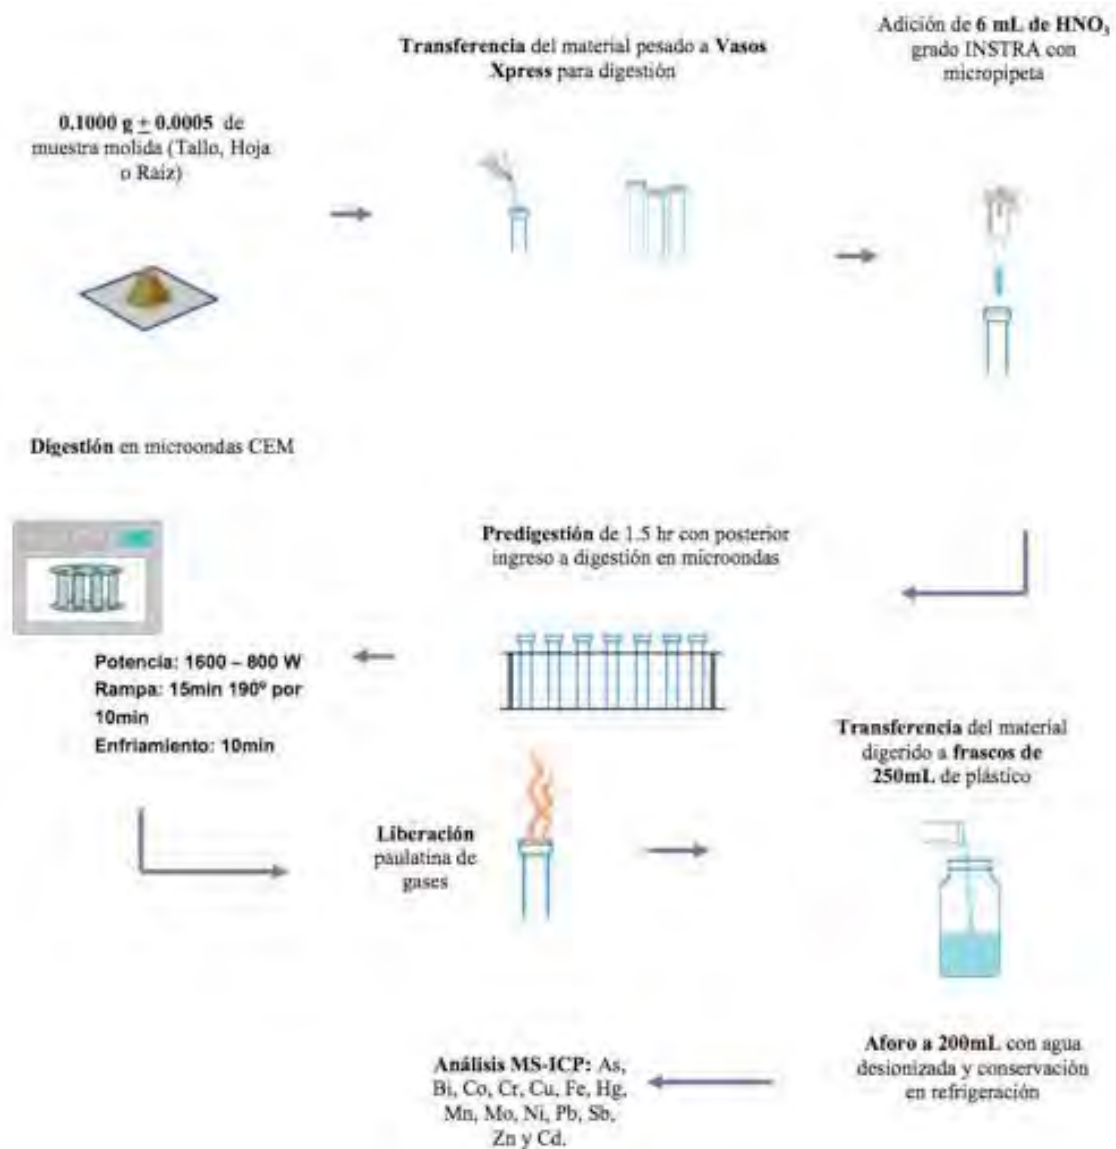 0.1000 g ± 0.0005 de
muestra molida (Tallo, Hoja
o Raíz)
Transferencia del material pesado a Vasos
Xpress para digestión
Adición de 6 mL de HNO3
grado INSTRA con
micropipeta
Predigestión de 1.5 hr con posterior
ingreso a digestión en microondas
Digestión en microondas CEM
Potencia: 1600 – 800 W
Rampa: 15min 190º por
10min
Enfriamiento: 10min
Liberación
paulatina de
gases
Transferencia del material
digerido a frascos de
250mL de plástico
Aforo a 200mL con agua
desionizada y conservación
en refrigeración
Análisis MS-ICP: As,
Bi, Co, Cr, Cu, Fe, Hg,
Mn, Mo, Ni, Pb, Sb,
Zn y Cd.